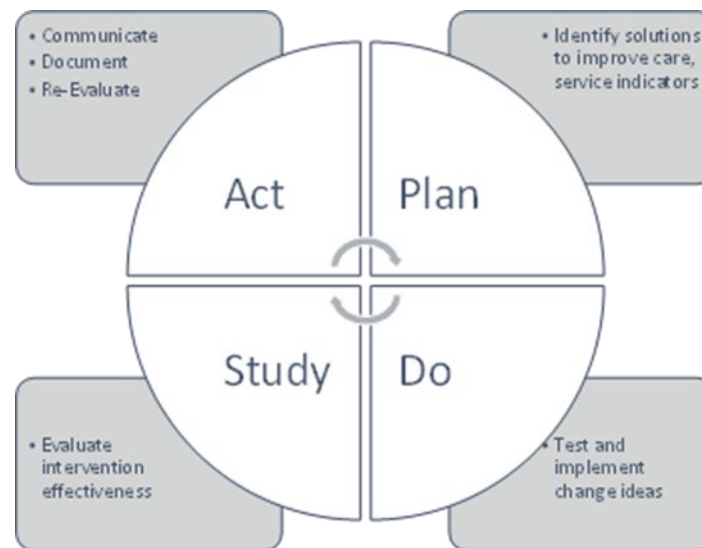 • Communicate
• Document
• Re-Evaluate
• Identify solutions
to improve care,
service indicators
Act
Plan
Study
Do
• Evaluate
intervention
effectiveness
• Test and
implement
change ideas